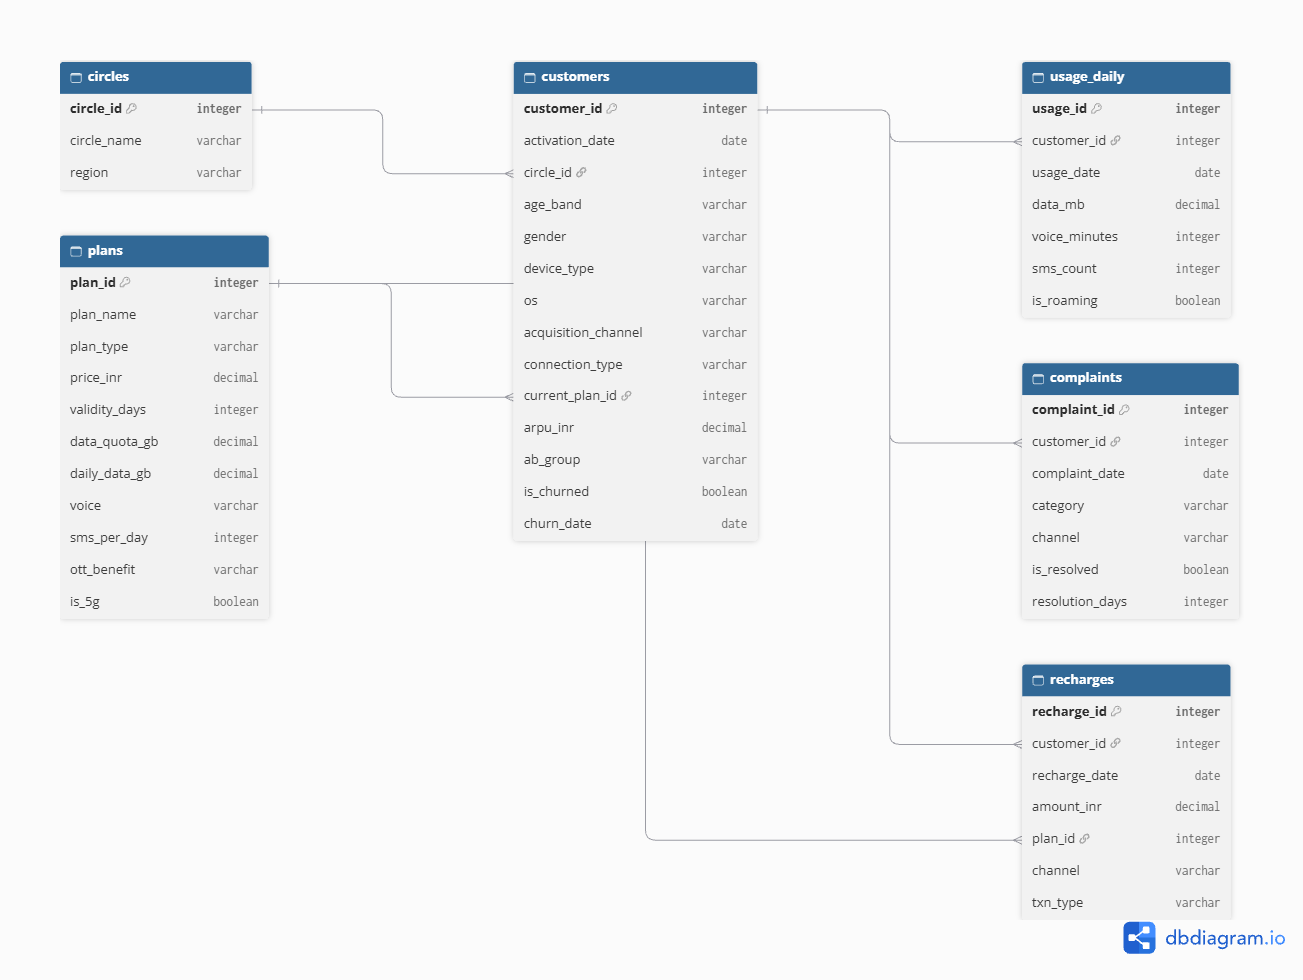 circles
circle_id integer
circle_name varchar
region varchar
plans
plan_id integer
plan_name varchar
plan_type varchar
price_inr decimal
validity_days integer
data_quota_gb decimal
daily_data_gb decimal
voice varchar
sms_per_day integer
ott_benefit varchar
is_5g boolean
customers
customer_id integer
activation_date date
circle_id integer
age_band varchar
gender varchar
device_type varchar
os varchar
acquisition_channel varchar
connection_type varchar
current_plan_id integer
arpu_inr decimal
ab_group varchar
is_churned boolean
churn_date date
usage_daily
usage_id integer
customer_id integer
usage_date date
data_mb decimal
voice_minutes integer
sms_count integer
is_roaming boolean
complaints
complaint_id integer
customer_id integer
complaint_date date
category varchar
channel varchar
is_resolved boolean
resolution_days integer
recharges
recharge_id integer
customer_id integer
recharge_date date
amount_inr decimal
plan_id integer
channel varchar
txn_type varchar
dbdiagram.io